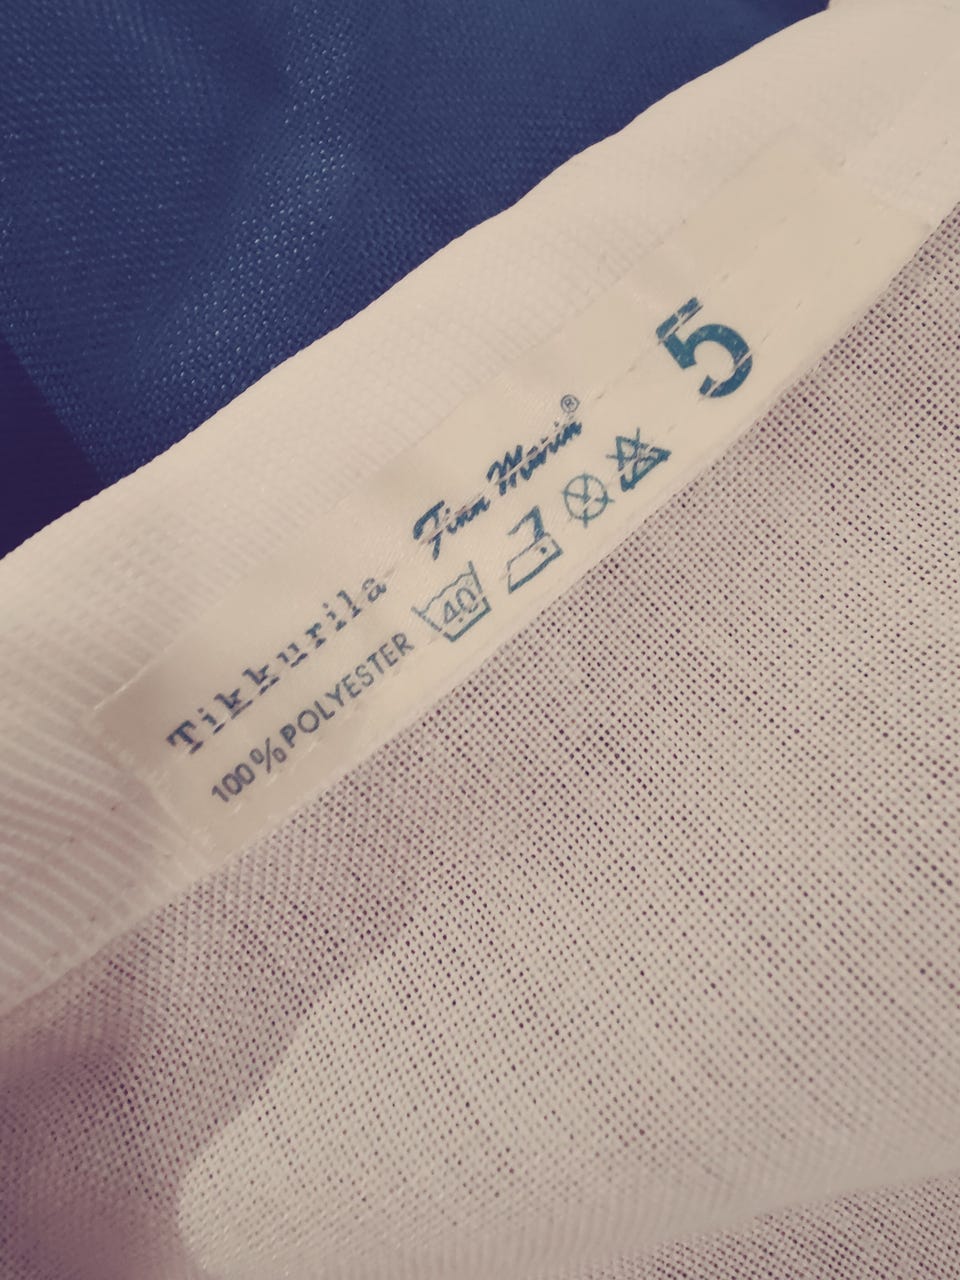 Tikkurila
Finn Marin®
100% POLYESTER
40
5